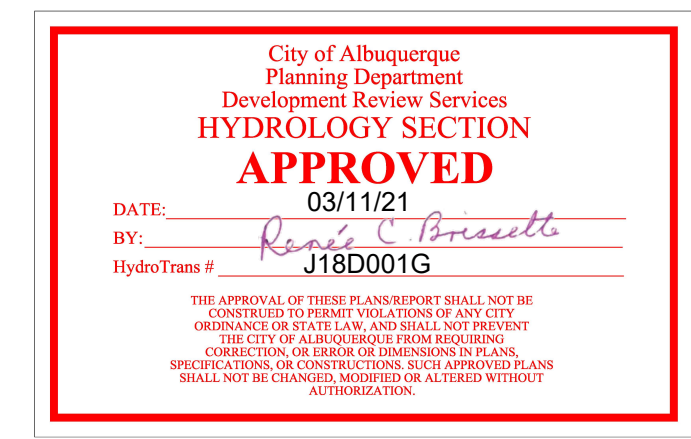 City of Albuquerque
Planning Department
Development Review Services
HYDROLOGY SECTION
APPROVED
DATE: 03/11/21
BY: Renée C. Brissette
HydroTrans # J18D001G
THE APPROVAL OF THESE PLANS/REPORT SHALL NOT BE
CONSTRUED TO PERMIT VIOLATIONS OF ANY CITY
ORDINANCE OR STATE LAW, AND SHALL NOT PREVENT
THE CITY OF ALBUQUERQUE FROM REQUIRING
CORRECTION, OR ERROR OR DIMENSIONS IN PLANS,
SPECIFICATIONS, OR CONSTRUCTIONS. SUCH APPROVED PLANS
SHALL NOT BE CHANGED, MODIFIED OR ALTERED WITHOUT
AUTHORIZATION.